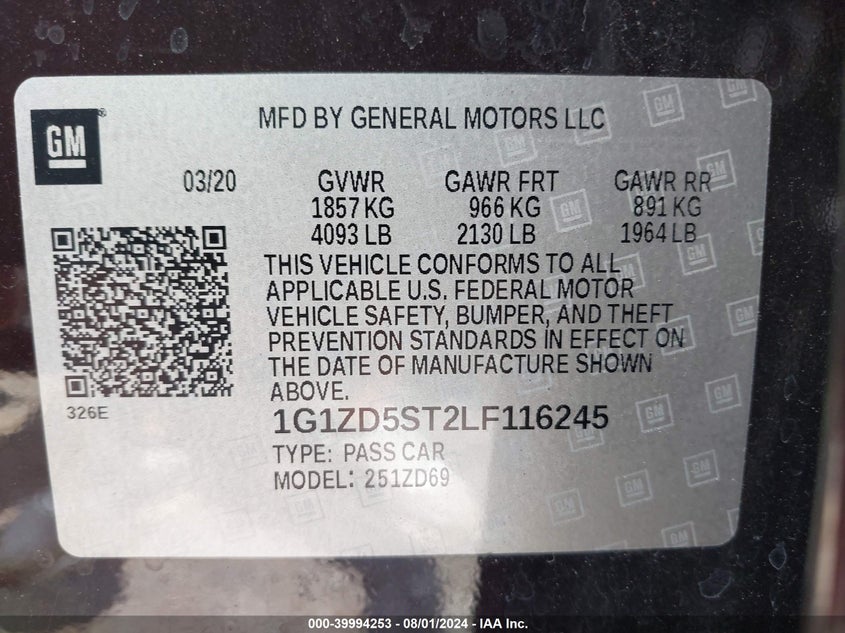 GM
MFD BY GENERAL MOTORS LLC
03/20 GVWR GAWR FRT GAWR RR
1857 KG 966 KG 891 KG
4093 LB 2130 LB 1964 LB
THIS VEHICLE CONFORMS TO ALL
APPLICABLE U.S. FEDERAL MOTOR
VEHICLE SAFETY, BUMPER, AND THEFT
PREVENTION STANDARDS IN EFFECT ON
THE DATE OF MANUFACTURE SHOWN
ABOVE.
326E
1G1ZD5ST2LF116245
TYPE: PASS CAR
MODEL: 251ZD69
000-39994253 - 08/01/2024 - IAA Inc.